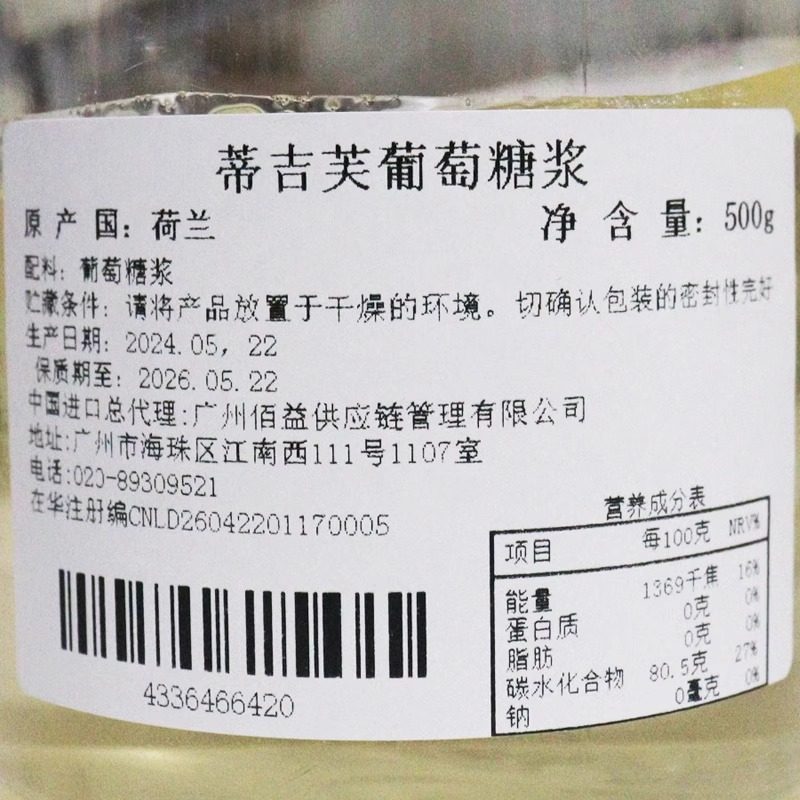 蒂吉芙葡萄糖浆
原产国：荷兰 净含量：500g
配料：葡萄糖浆
贮藏条件：请将产品放置于干燥的环境。切确认包装的密封性完好
生产日期：2024.05，22
保质期至：2026.05.22
中国进口总代理:广州佰益供应链管理有限公司
地址:广州市海珠区江南西111号1107室
电话:020-89309521
在华注册编CNLD26042201170005
4336466420
营养成分表
项目 每100克 NRV%
能量 1369千焦 16%
蛋白质 0克 0%
脂肪 0克 0%
碳水化合物 80.5克 27%
钠 0毫克 0%